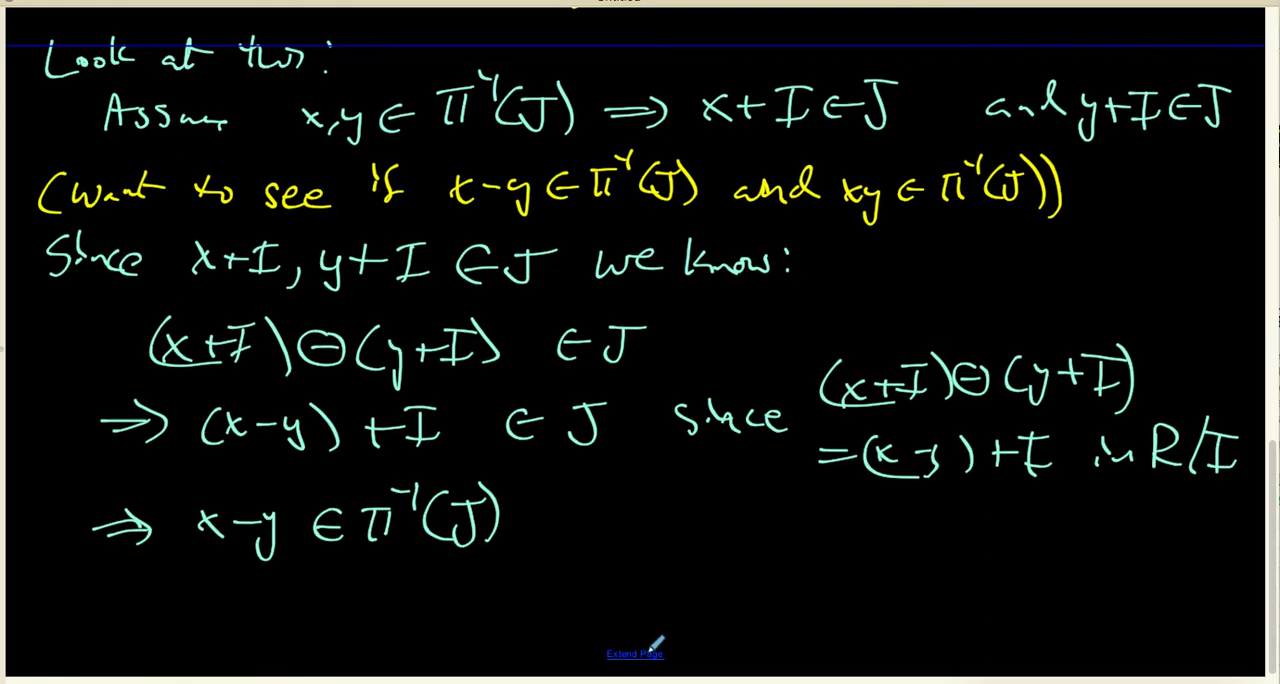 Look at this:
Assume x,y ∈ π⁻¹(J) ⟹ x+I ∈ J and y+I ∈ J
(want to see if x-y ∈ π⁻¹(J) and xy ∈ π⁻¹(J))
Since x+I, y+I ∈ J we know:
(x+I) ⊖ (y+I) ∈ J
⟹ (x-y)+I ∈ J since (x+I) ⊖ (y+I)
=(x-y)+I in R/I
⟹ x-y ∈ π⁻¹(J)
Extend Page